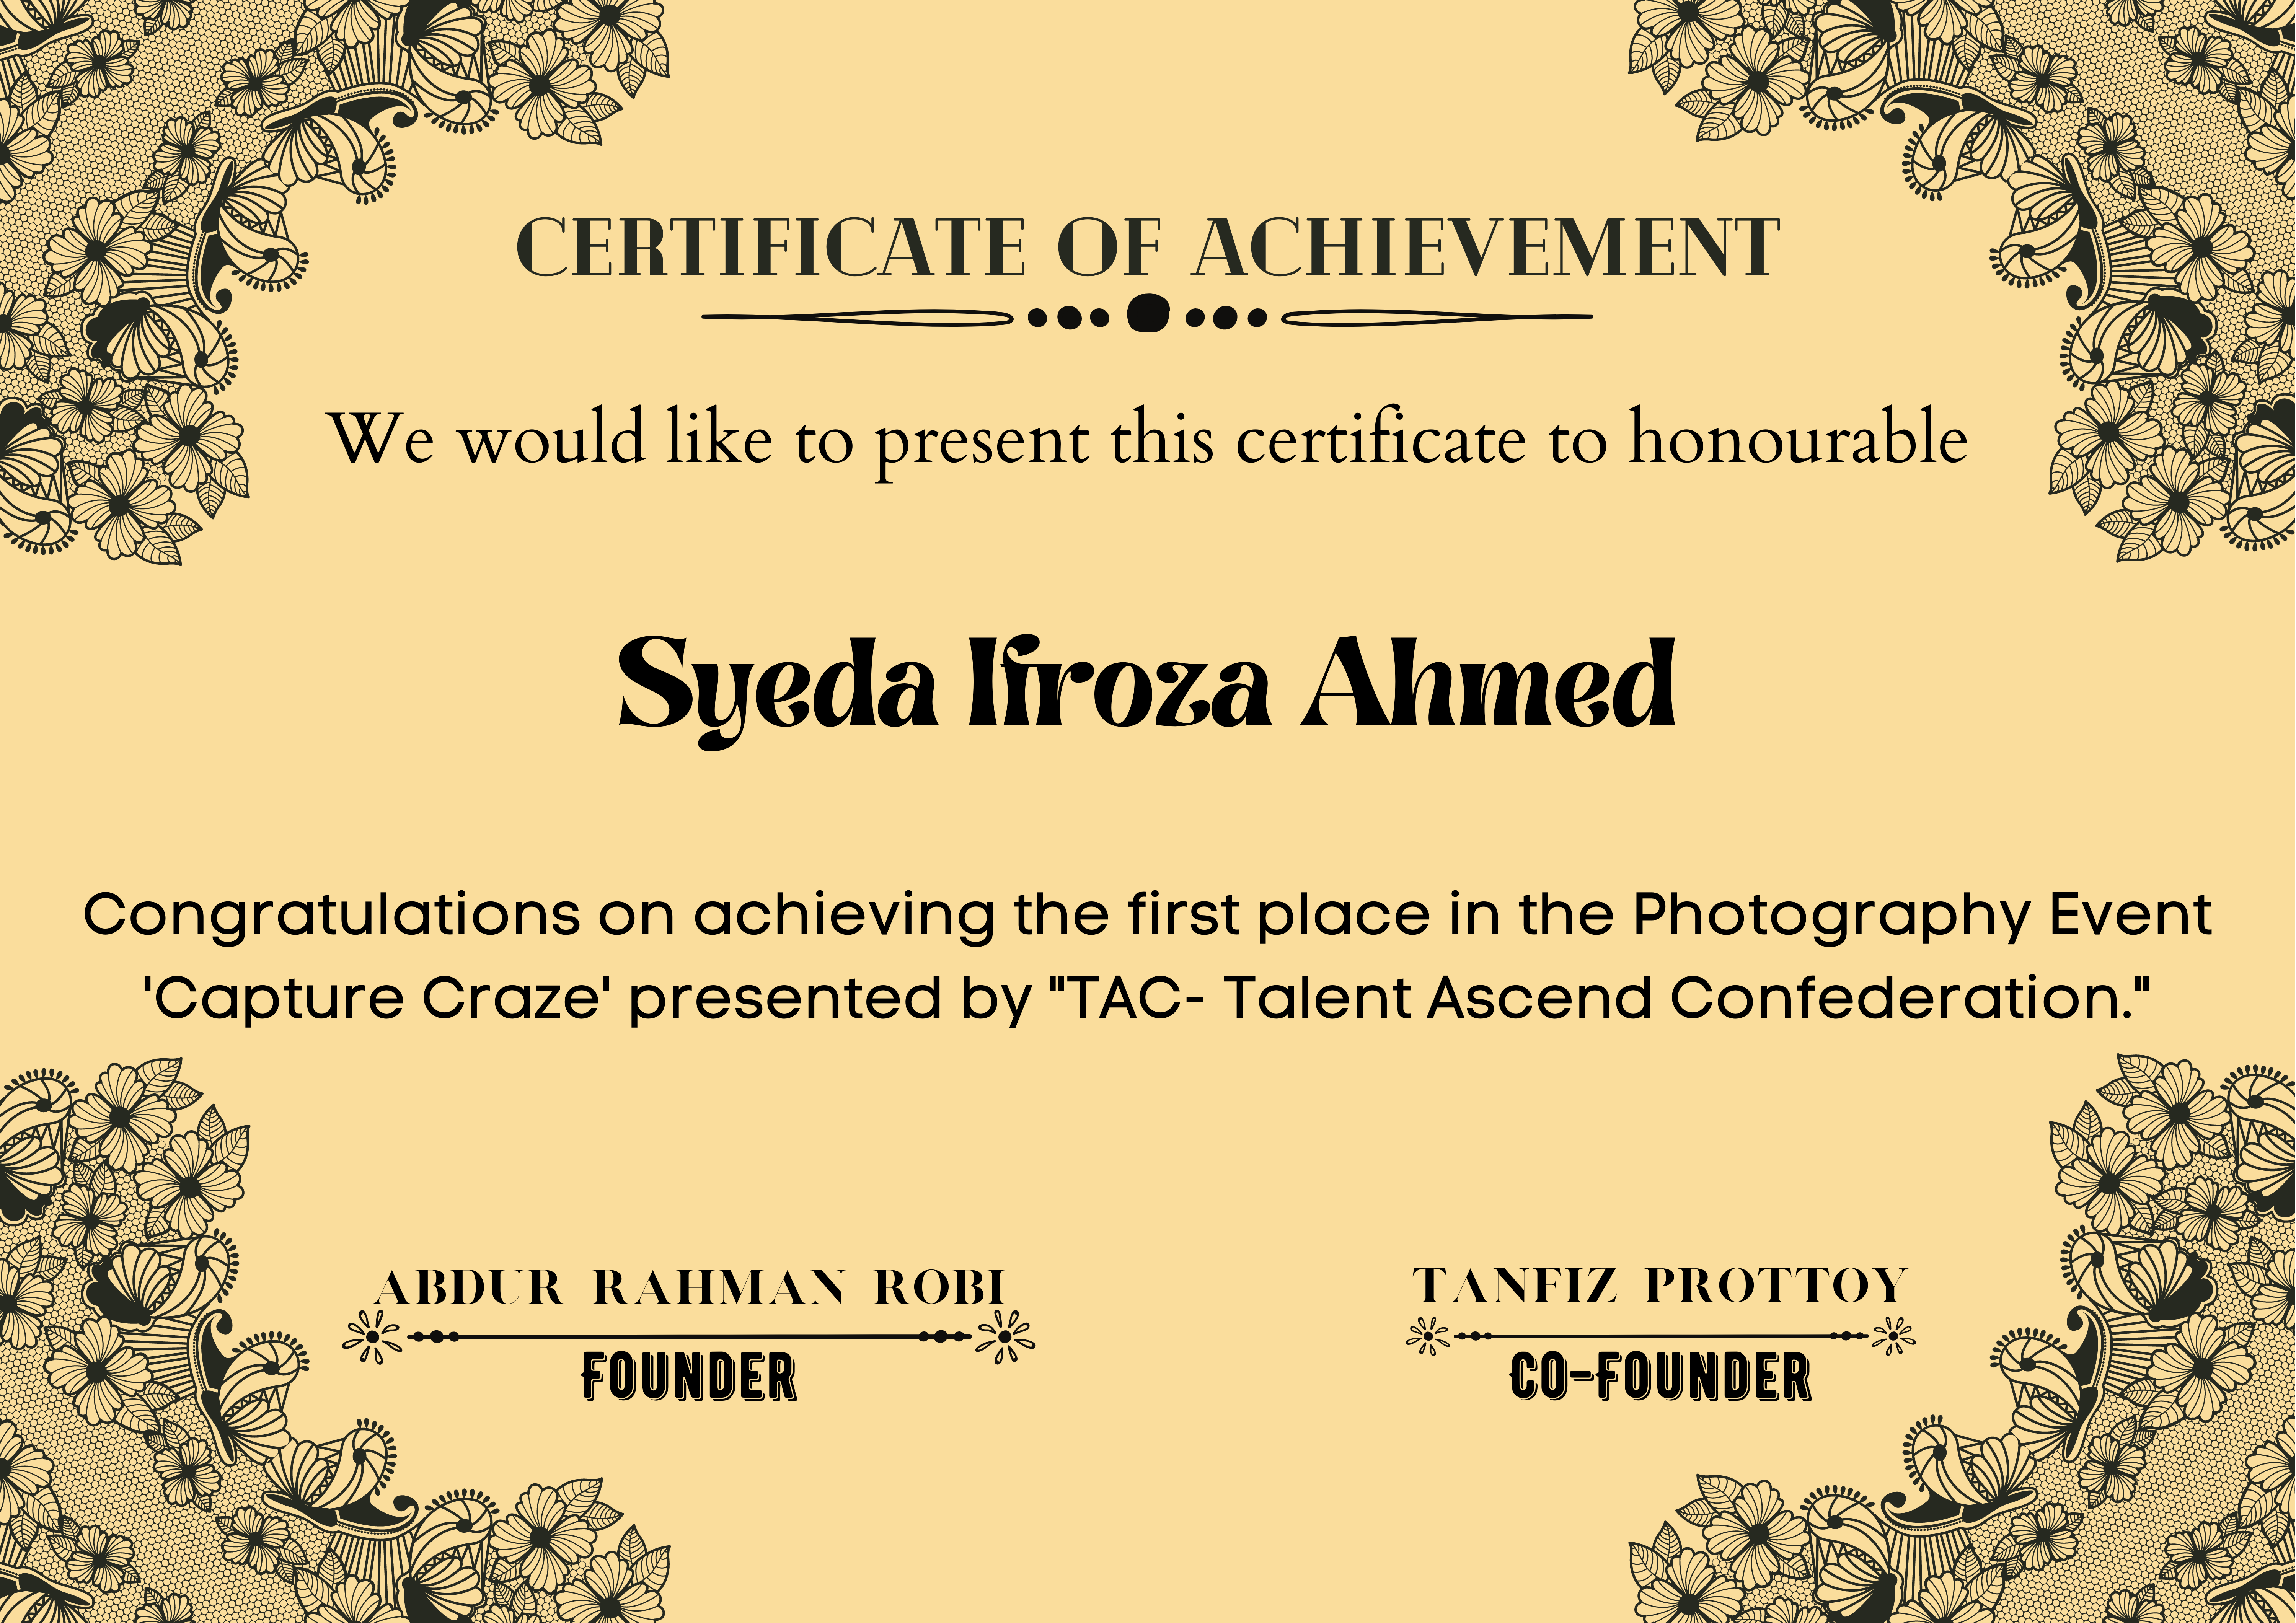 CERTIFICATE OF ACHIEVEMENT
We would like to present this certificate to honourable
Syeda Ifroza Ahmed
Congratulations on achieving the first place in the Photography Event
'Capture Craze' presented by "TAC- Talent Ascend Confederation."
ABDUR RAHMAN ROBI
FOUNDER
TANFIZ PROTTOY
CO-FOUNDER